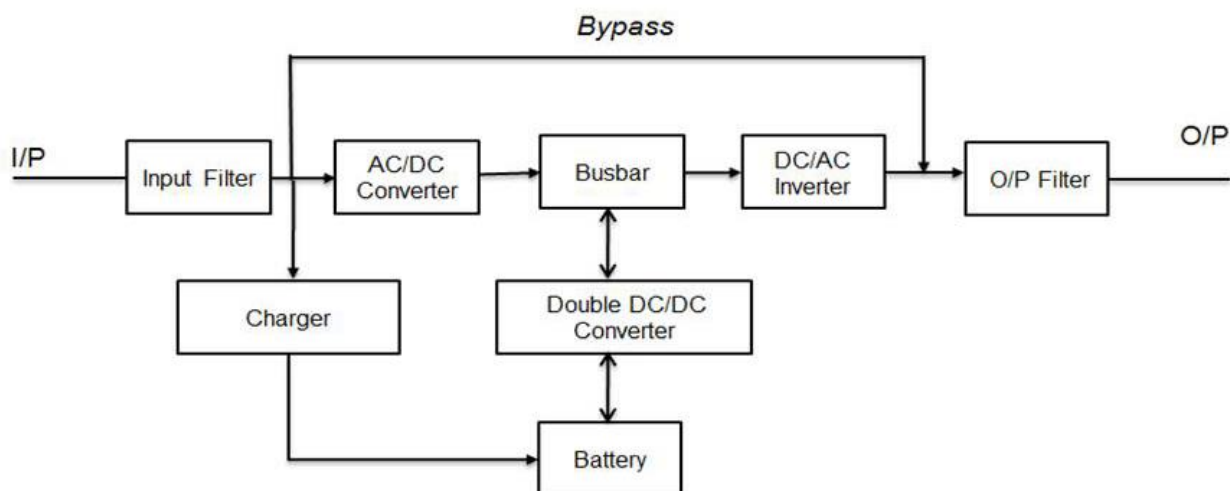 Bypass
I/P
Input Filter
AC/DC
Converter
Busbar
DC/AC
Inverter
O/P Filter
O/P
Charger
Double DC/DC
Converter
Battery